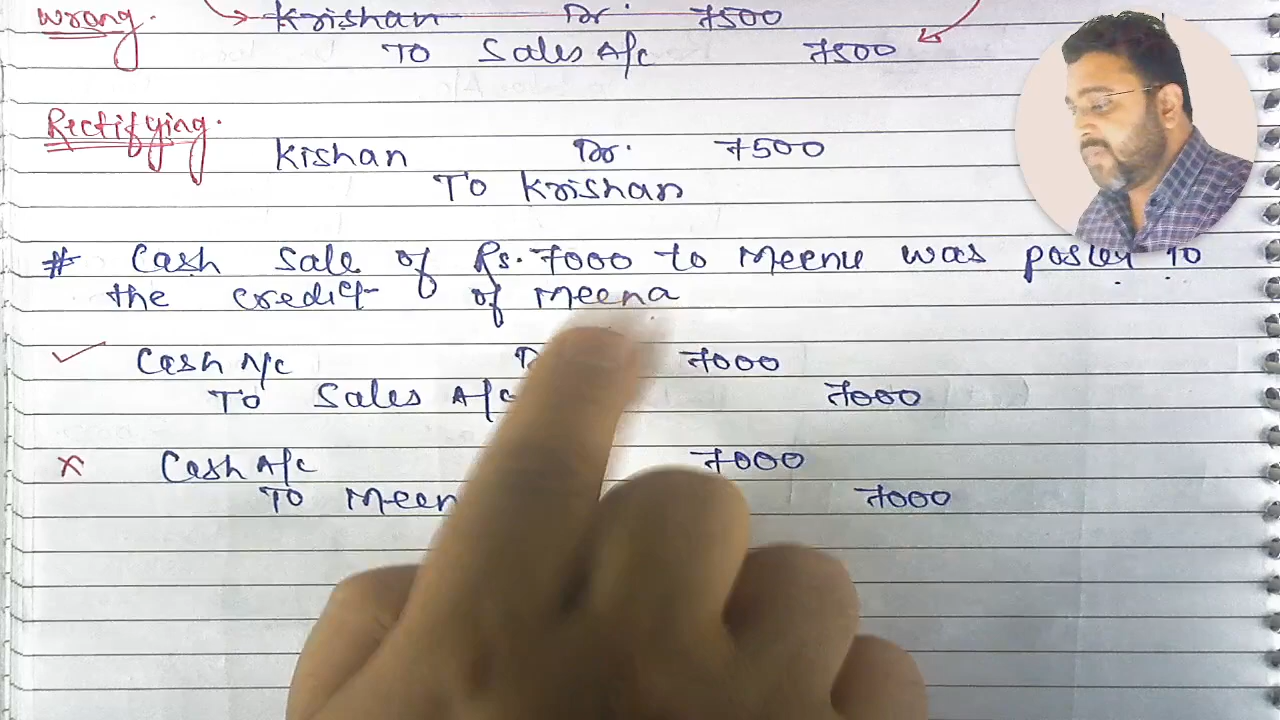 Wrong. Krishan Dr. 7500
To Sales A/c 7500
Rectifying.
Kishan Dr. 7500
To Krishan
# Cash Sale of Rs. 7000 to Meenu was posted to
the credit of Meena
Cash A/c 7000
To Sales A/c 7000
Cash A/c 7000
To 7000